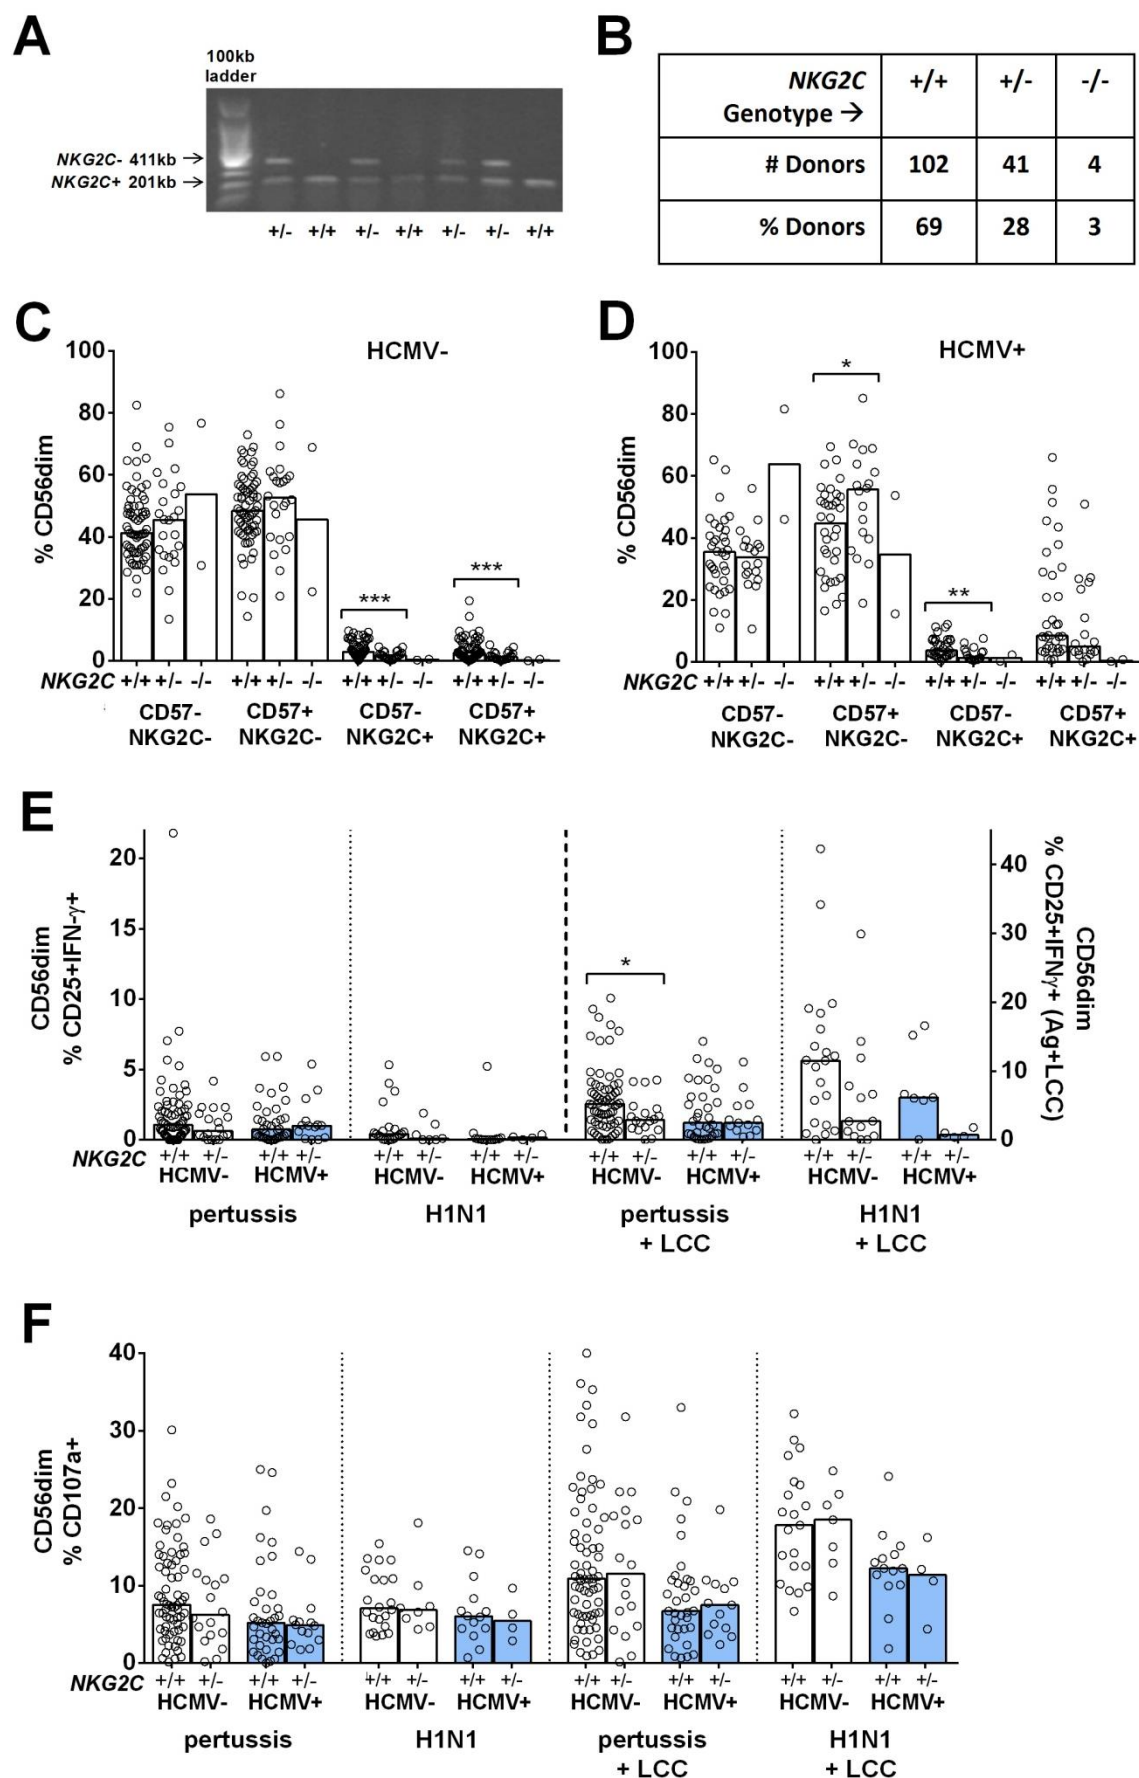 A
100kb
ladder
NKG2C- 411kb →
NKG2C+ 201kb →
+/- +/+ +/- +/+ +/- +/- +/+
B
NKG2C Genotype → +/+ +/- -/-
# Donors 102 41 4
% Donors 69 28 3
C
HCMV-
% CD56dim
100
80
60
40
20
0
NKG2C +/+ +/- -/- +/+ +/- -/- +/+ +/- -/- +/+ +/- -/-
*** ***
CD57- CD57+ CD57- CD57+
NKG2C- NKG2C- NKG2C+ NKG2C+
D
HCMV+
% CD56dim
100
80
60
40
20
0
* **
NKG2C +/+ +/- -/- +/+ +/- -/- +/+ +/- -/- +/+ +/- -/-
CD57- CD57+ CD57- CD57+
NKG2C- NKG2C- NKG2C+ NKG2C+
E
CD56dim
% CD25+IFN-γ+
20
15
10
5
0
*
40
30
20
10
0
CD56dim
% CD25+IFNγ+ (Ag+LCC)
NKG2C +/+ +/- +/+ +/- +/+ +/- +/+ +/- +/+ +/- +/+ +/- +/+ +/- +/+ +/-
HCMV- HCMV+ HCMV- HCMV+ HCMV- HCMV+ HCMV- HCMV+
pertussis H1N1 pertussis H1N1
+ LCC + LCC
F
CD56dim
% CD107a+
40
30
20
10
0
NKG2C +/+ +/- +/+ +/- +/+ +/- +/+ +/- +/+ +/- +/+ +/- +/+ +/- +/+ +/-
HCMV- HCMV+ HCMV- HCMV+ HCMV- HCMV+ HCMV- HCMV+
pertussis H1N1 pertussis H1N1
+ LCC + LCC